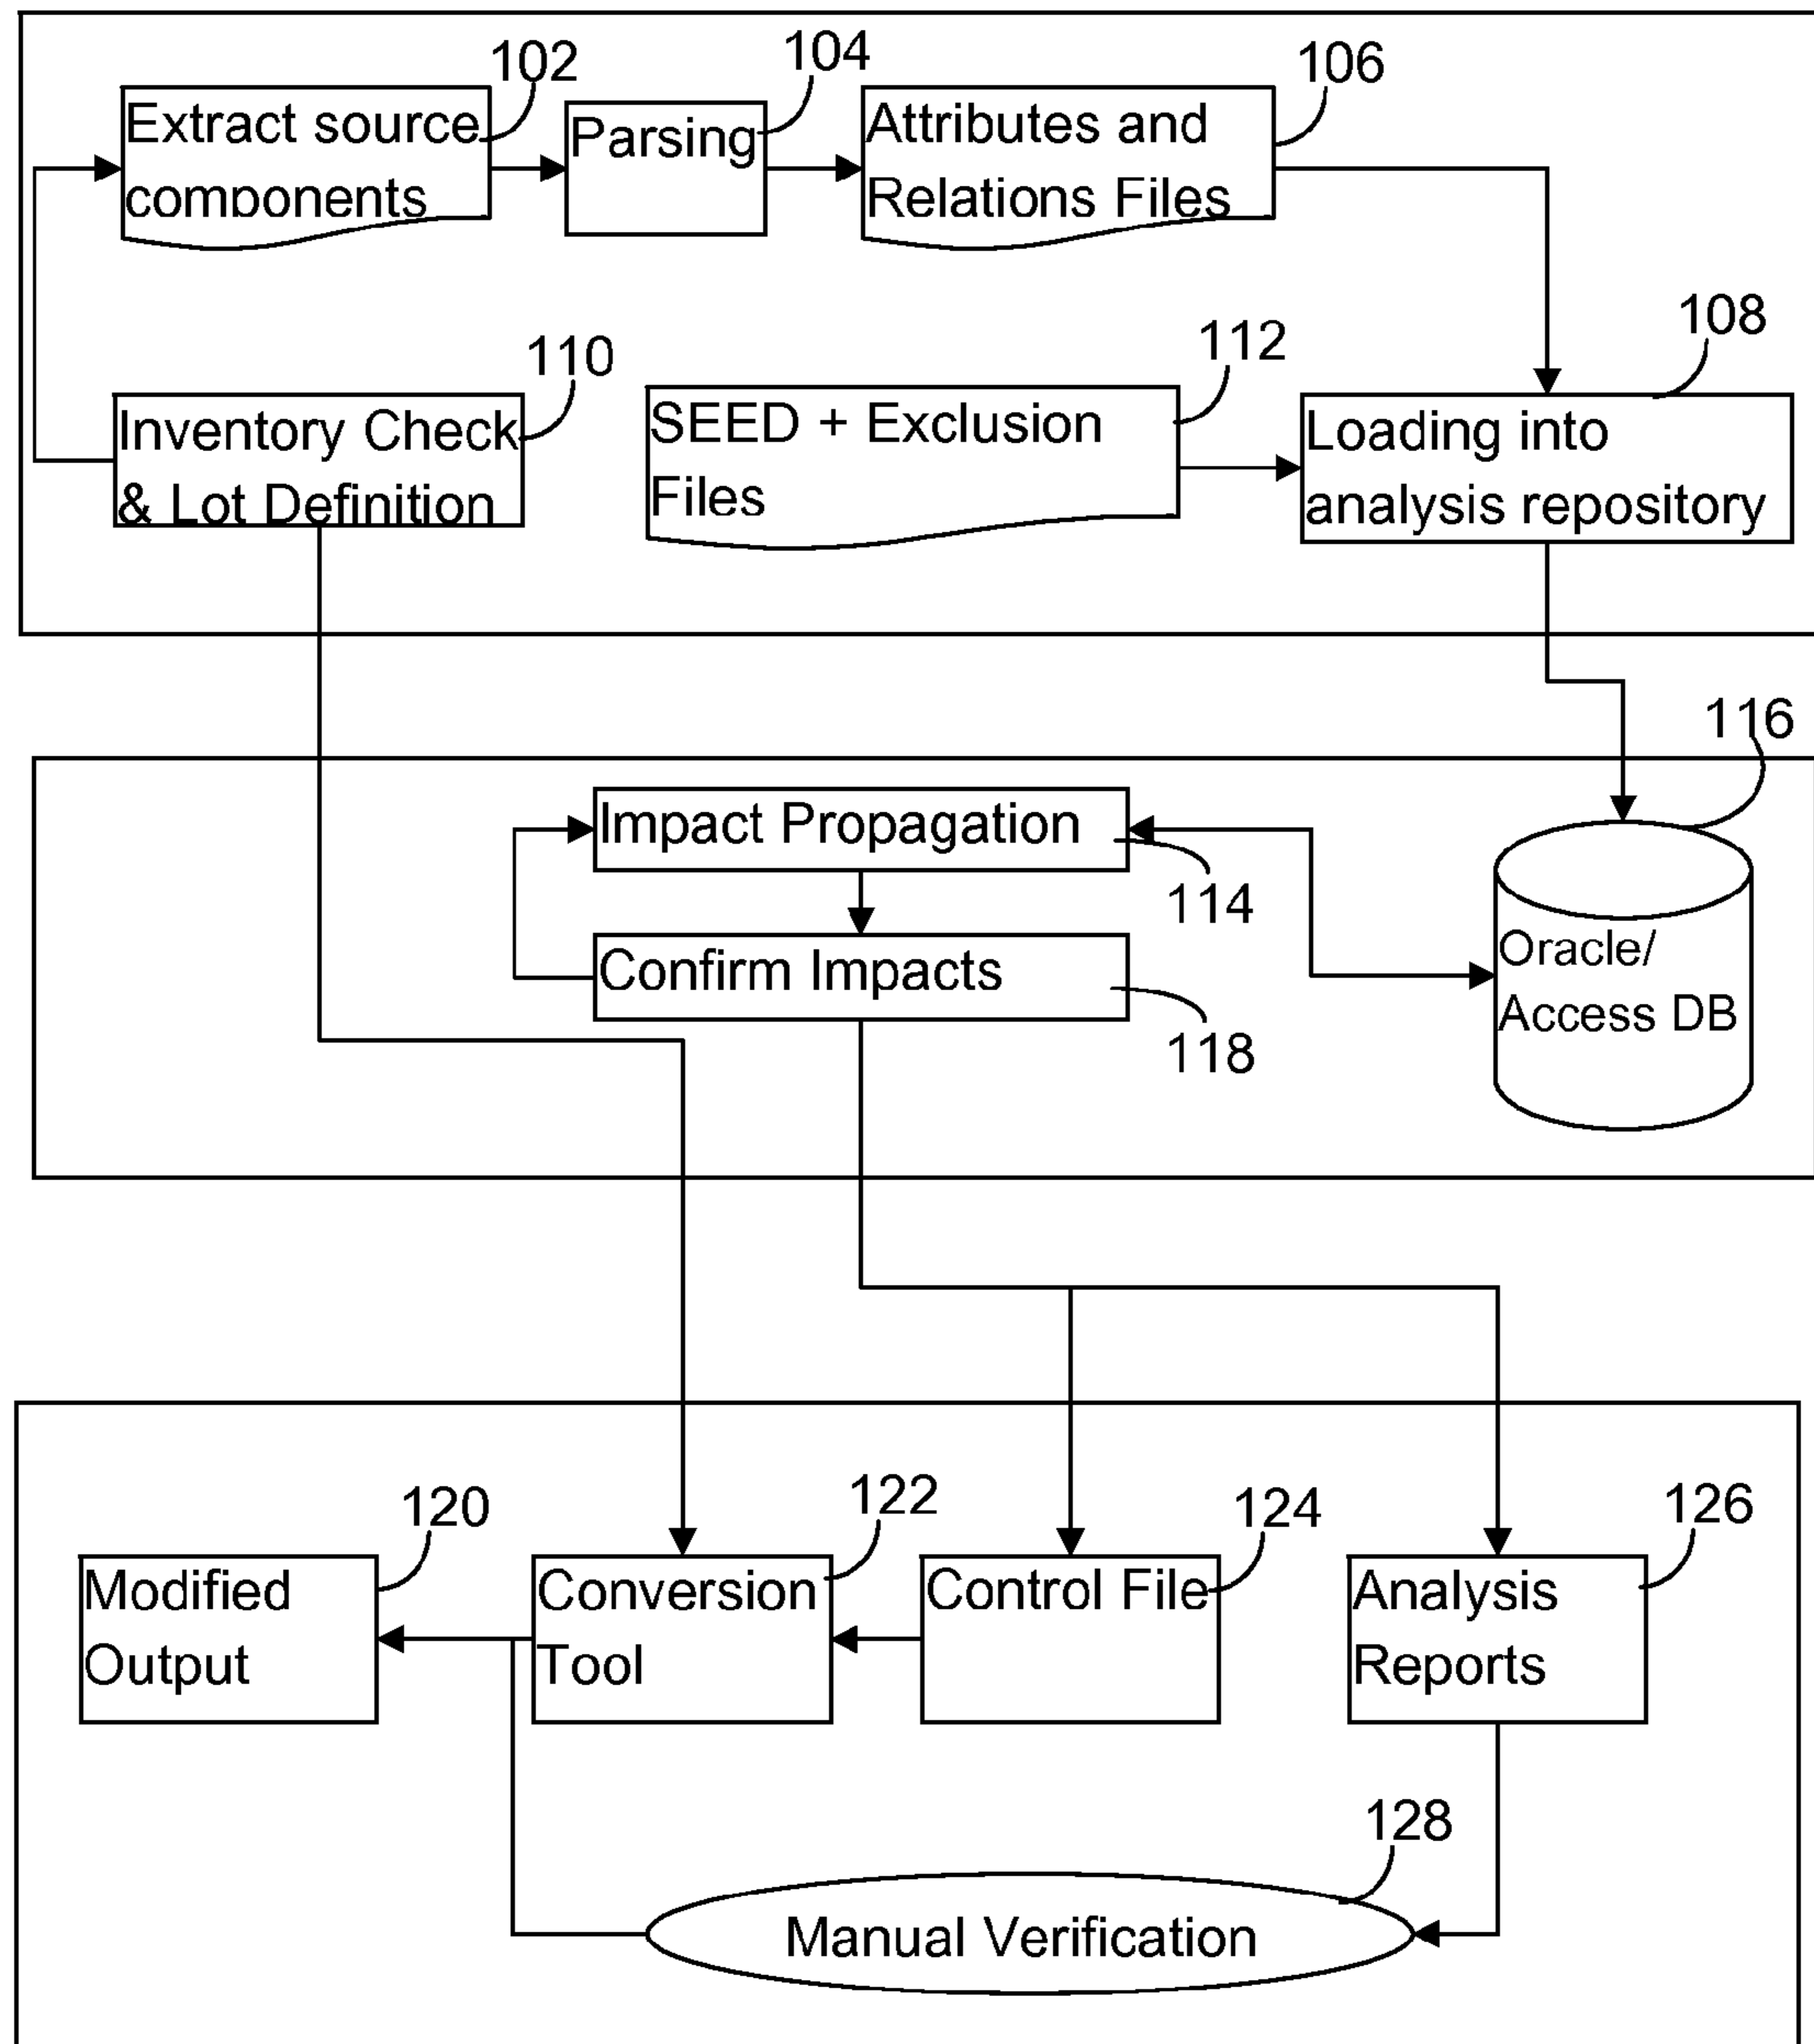 102
104
106
Extract source
components
Parsing
Attributes and
Relations Files
108
110
112
Inventory Check
& Lot Definition
SEED + Exclusion
Files
Loading into
analysis repository
116
Impact Propagation
114
Confirm Impacts
118
Oracle/
Access DB
120
122
124
126
Modified
Output
Conversion
Tool
Control File
Analysis
Reports
128
Manual Verification